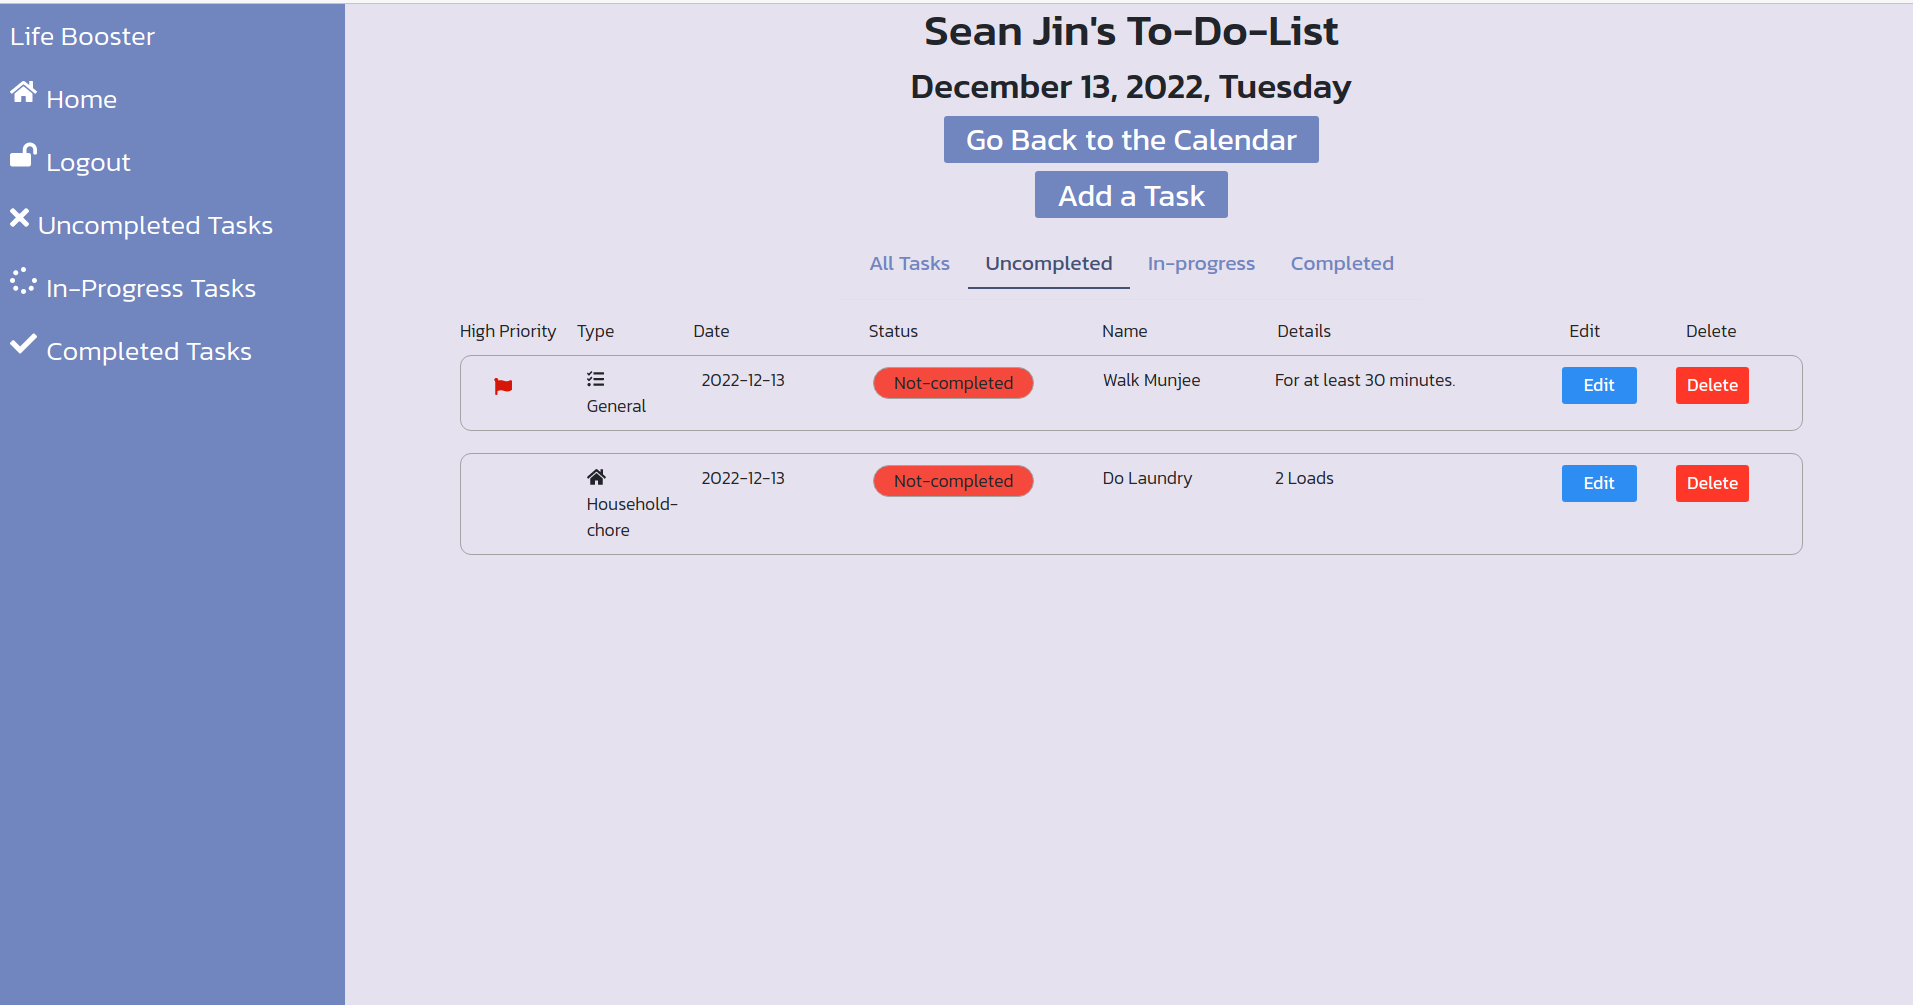 Life Booster
Home
Logout
Uncompleted Tasks
In-Progress Tasks
Completed Tasks
Sean Jin's To-Do-List
December 13, 2022, Tuesday
Go Back to the Calendar
Add a Task
All Tasks Uncompleted In-progress Completed
High Priority Type Date Status Name Details Edit Delete
2022-12-13 Not-completed Walk Munjee For at least 30 minutes. Edit Delete
General
2022-12-13 Not-completed Do Laundry 2 Loads Edit Delete
Household-
chore